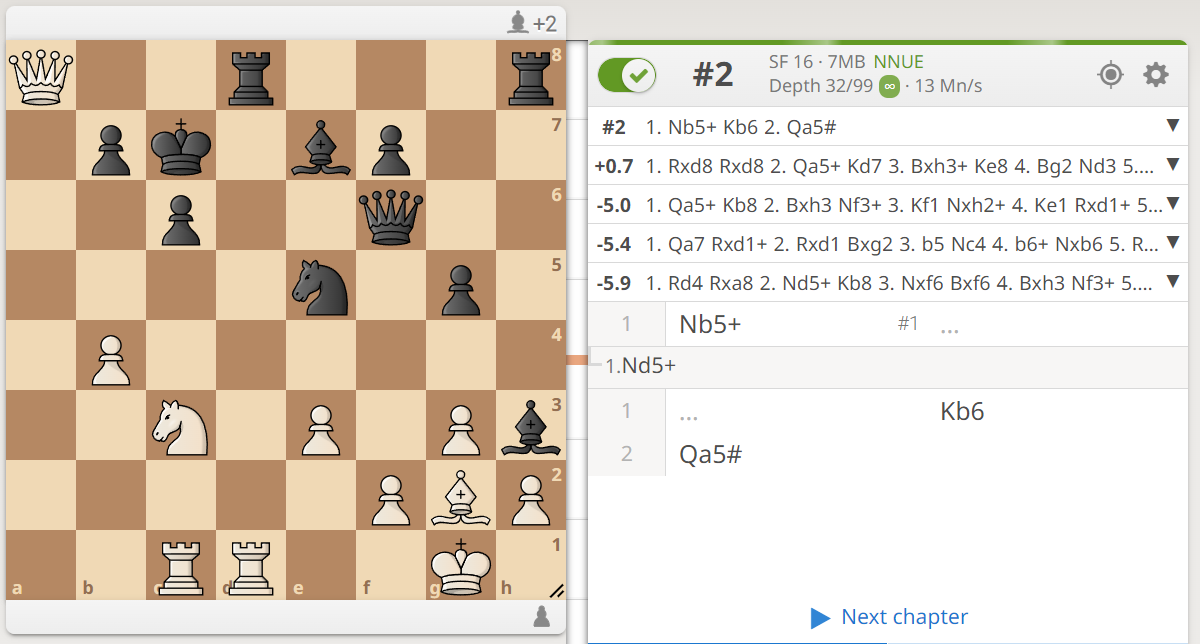 +2
8
7
6
5
4
3
2
1
a b c d e f g h
#2
SF 16 · 7MB NNUE
Depth 32/99 ∞ · 13 Mn/s
#2 1. Nb5+ Kb6 2. Qa5#
+0.7 1. Rxd8 Rxd8 2. Qa5+ Kd7 3. Bxh3+ Ke8 4. Bg2 Nd3 5....
-5.0 1. Qa5+ Kb8 2. Bxh3 Nf3+ 3. Kf1 Nxh2+ 4. Ke1 Rxd1+ 5...
-5.4 1. Qa7 Rxd1+ 2. Rxd1 Bxg2 3. b5 Nc4 4. b6+ Nxb6 5. R...
-5.9 1. Rd4 Rxa8 2. Nd5+ Kb8 3. Nxf6 Bxf6 4. Bxh3 Nf3+ 5....
1 Nb5+ #1 ...
1.Nd5+
1 ... Kb6
2 Qa5#
Next chapter